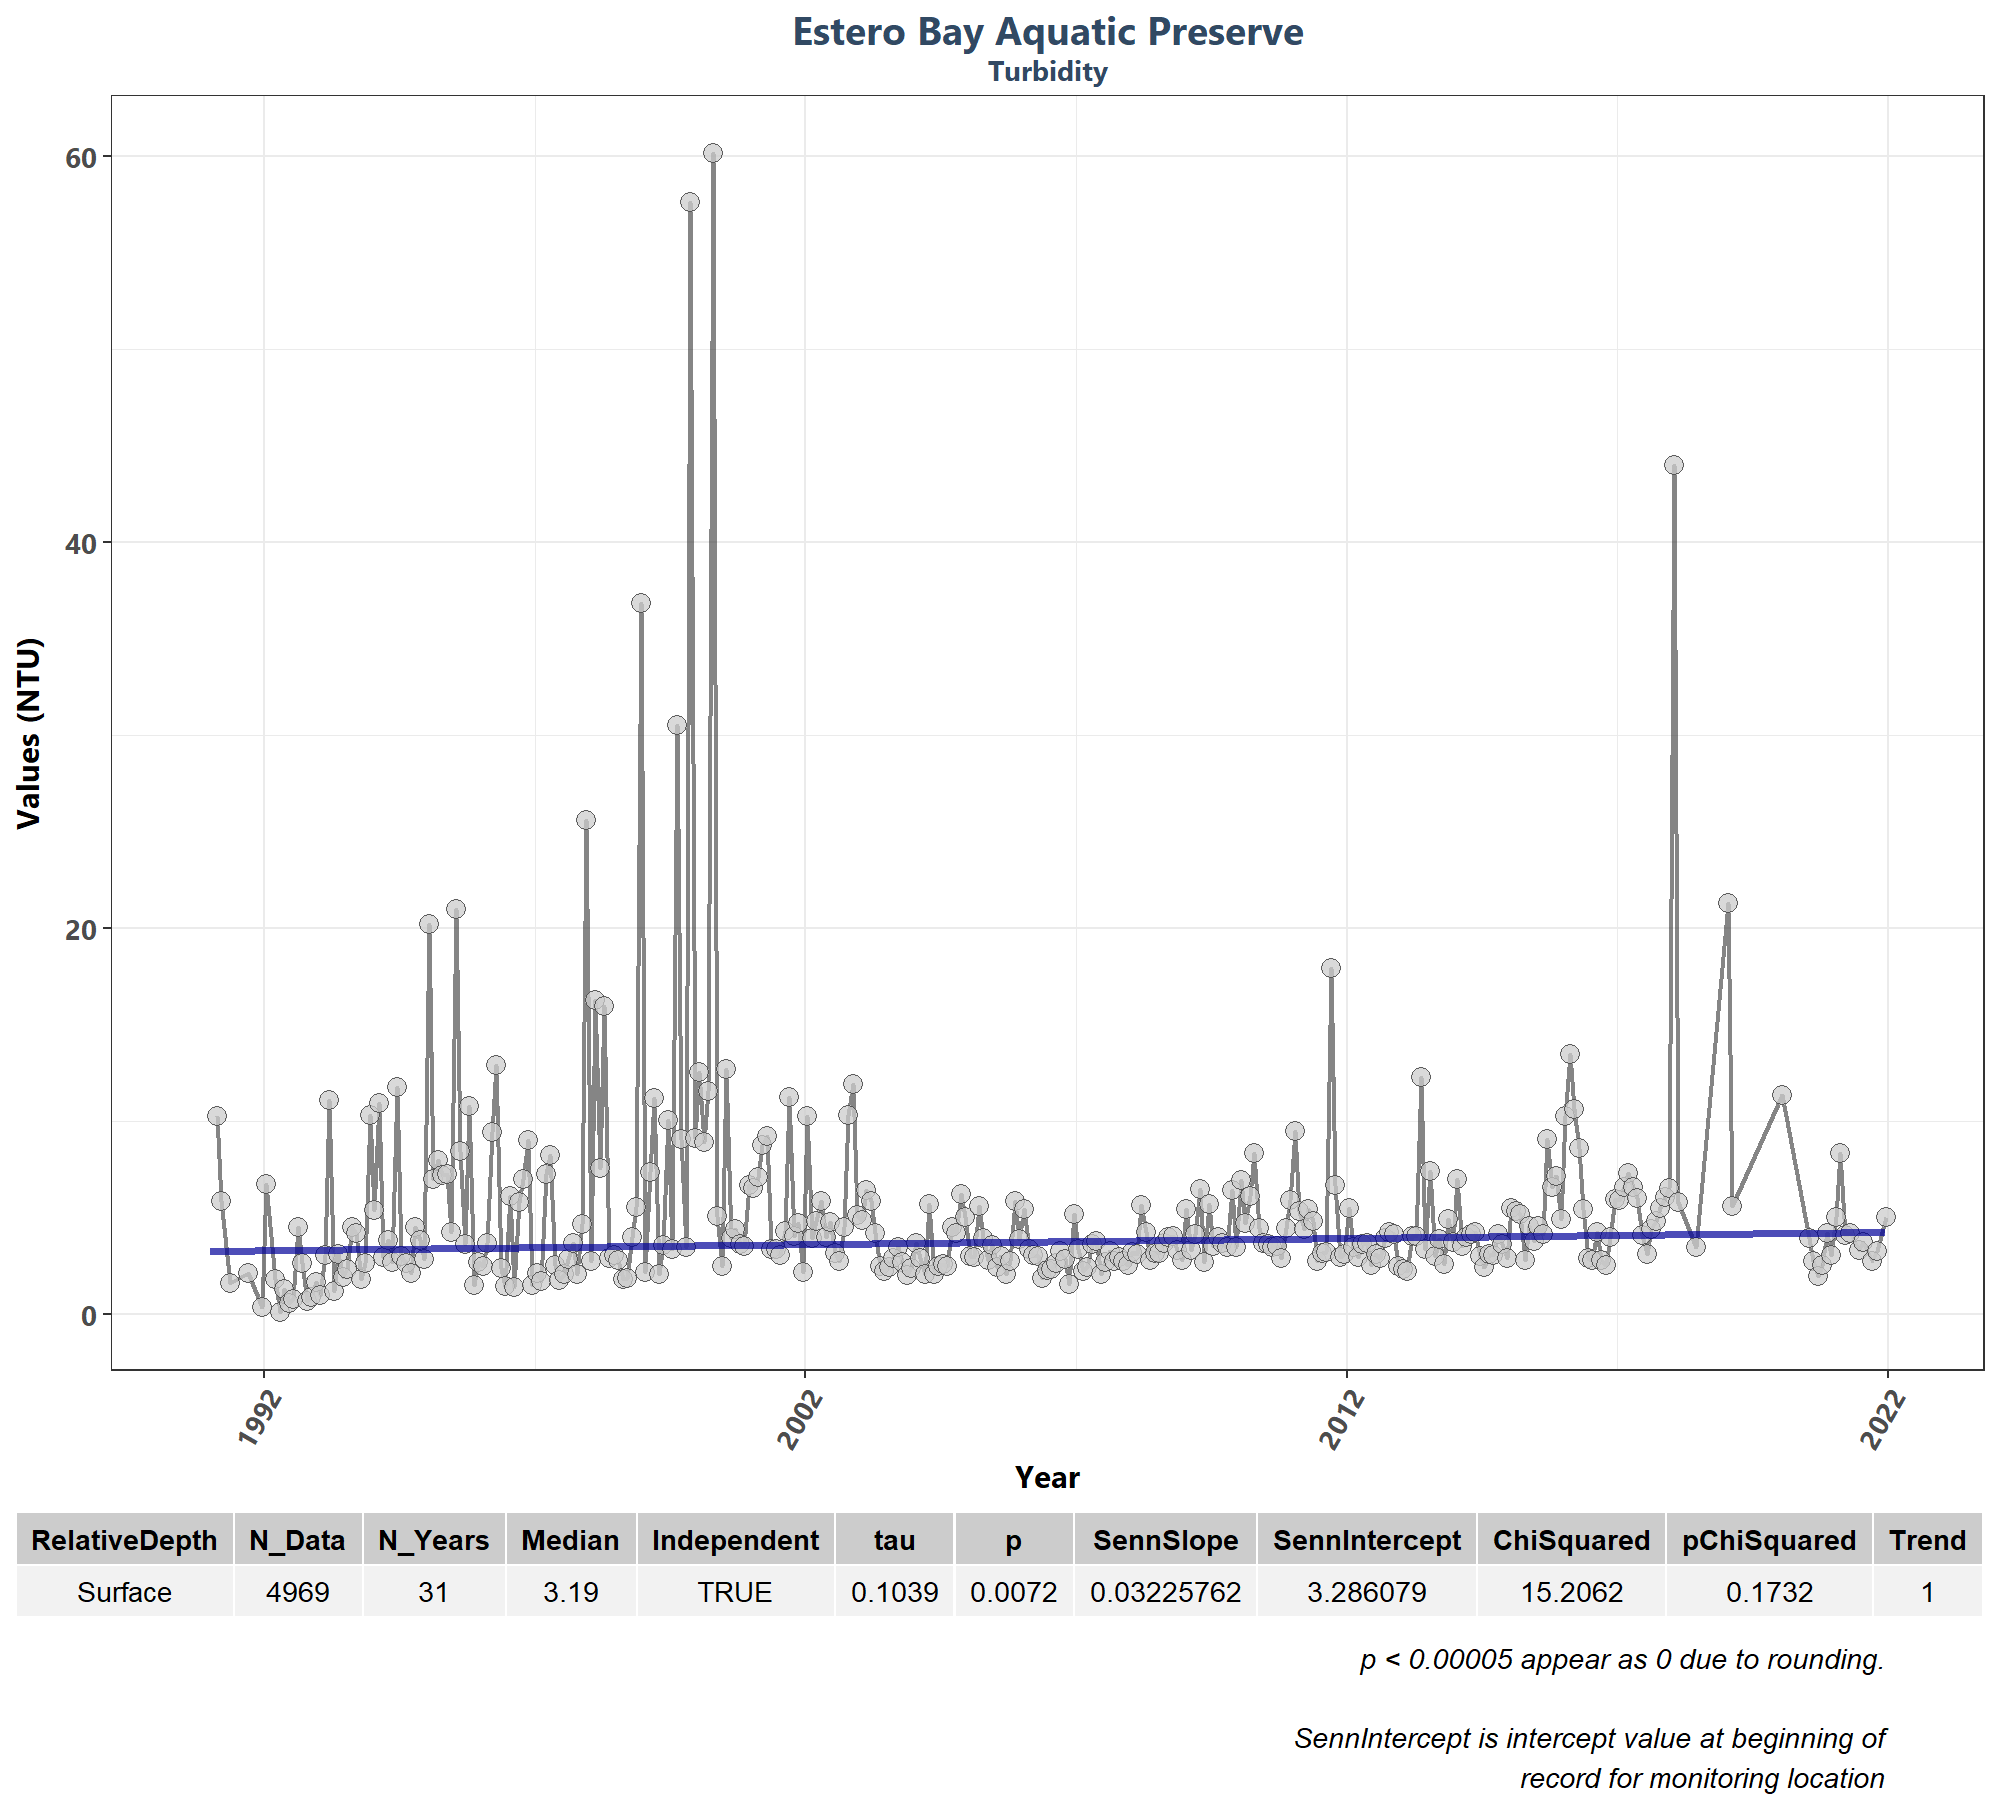 Estero Bay Aquatic Preserve
Turbidity
60
40
20
0
Values (NTU)
1992 2002 2012 2022
Year
RelativeDepth N_Data N_Years Median Independent tau p SennSlope SennIntercept ChiSquared pChiSquared Trend
Surface 4969 31 3.19 TRUE 0.1039 0.0072 0.03225762 3.286079 15.2062 0.1732 1
p < 0.00005 appear as 0 due to rounding.
SennIntercept is intercept value at beginning of
record for monitoring location